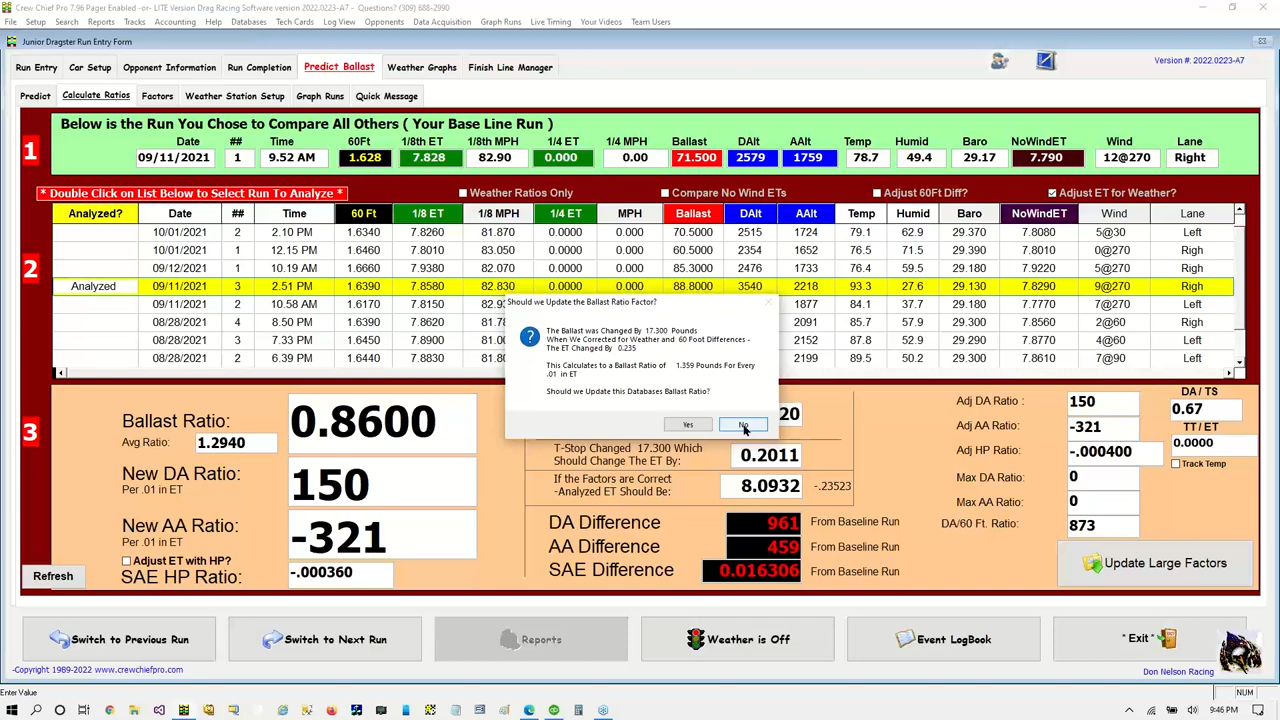 Crew Chief Pro 7.96 Pager Enabled -or- LITE Version Drag Racing Software version 2022.0223-A7 - Questions? (309) 688-2990
File Setup Search Reports Tracks Accounting Help Databases Tech Cards Log View Opponents Data Acquisition Graph Runs Live Timing Your Videos Team Users
Junior Dragster Run Entry Form
Run Entry Car Setup Opponent Information Run Completion Predict Ballast Weather Graphs Finish Line Manager Version #: 2022.0223-A7
Predict Calculate Ratios Factors Weather Station Setup Graph Runs Quick Message
1 Below is the Run You Chose to Compare All Others ( Your Base Line Run )
Date ## Time 60Ft 1/8th ET 1/8th MPH 1/4 ET 1/4 MPH Ballast DAlt AAlt Temp Humid Baro NoWindET Wind Lane
09/11/2021 1 9.52 AM 1.628 7.828 82.90 0.000 0.00 71.500 2579 1759 78.7 49.4 29.17 7.790 12@270 Right
* Double Click on List Below to Select Run To Analyze * Weather Ratios Only Compare No Wind ETs Adjust 60Ft Diff? Adjust ET for Weather?
Analyzed? Date ## Time 60 Ft 1/8 ET 1/8 MPH 1/4 ET MPH Ballast DAlt AAlt Temp Humid Baro NoWindET Wind Lane
10/01/2021 2 2.10 PM 1.6340 7.8260 81.870 0.0000 0.000 70.5000 2515 1724 79.1 62.9 29.370 7.8080 5@30 Left
10/01/2021 1 12.15 PM 1.6460 7.8010 83.050 0.0000 0.000 60.5000 2354 1652 76.5 71.5 29.390 7.8010 0@270 Righ
2 09/12/2021 1 10.19 AM 1.6660 7.9380 82.070 0.0000 0.000 85.3000 2476 1733 76.4 59.5 29.180 7.9220 2@270 Left
Analyzed 09/11/2021 3 2.51 PM 1.6390 7.8580 82.830 0.0000 0.000 88.8000 3540 2218 93.3 27.6 29.130 7.8290 9@270 Righ
09/11/2021 2 10.58 AM 1.6170 7.8150 1877 84.1 37.7 29.180 7.8000 7@270 Left
08/28/2021 4 8.50 PM 1.6390 7.8620 2091 85.7 57.9 29.200 7.8560 2@60 Righ
08/28/2021 3 7.33 PM 1.6400 7.8830 2152 87.8 52.8 29.200 7.8610 7@60 Righ
08/28/2021 2 6.39 PM 1.6440 7.8830 2199 89.5 50.2 29.200 7.8610 7@90 Left
Should we Update the Ballast Ratio Factor?
The Ballast was Changed By 17.300 Pounds
When We Corrected for Weather and 60 Foot Differences -
The ET Changed By 0.235
This Calculates to a Ballast Ratio of 1.359 Pounds For Every
.01 in ET
Should we Update this Databases Ballast Ratio?
Yes No
3 Ballast Ratio: 0.8600
Avg Ratio: 1.2940
New DA Ratio: 150
Per .01 in ET
New AA Ratio: -321
Per .01 in ET
Adjust ET with HP?
SAE HP Ratio: -.000360
Refresh
20
T-Stop Changed 17.300 Which
Should Change The ET By: 0.2011
If the Factors are Correct
-Analyzed ET Should Be: 8.0932 -.23523
DA Difference 961 From Baseline Run
AA Difference 459 From Baseline Run
SAE Difference 0.016306 From Baseline Run
Adj DA Ratio : 150
Adj AA Ratio: -321
Adj HP Ratio: -.000400
Max DA Ratio: 0
Max AA Ratio: 0
DA/60 Ft. Ratio: 873
DA / TS
0.67
TT / ET
0.0000
Track Temp
Update Large Factors
Switch to Previous Run Switch to Next Run Reports Weather is Off Event LogBook * Exit *
-Copyright 1989-2022 www.crewchiefpro.com Don Nelson Racing
Enter Value NUM
9:46 PM